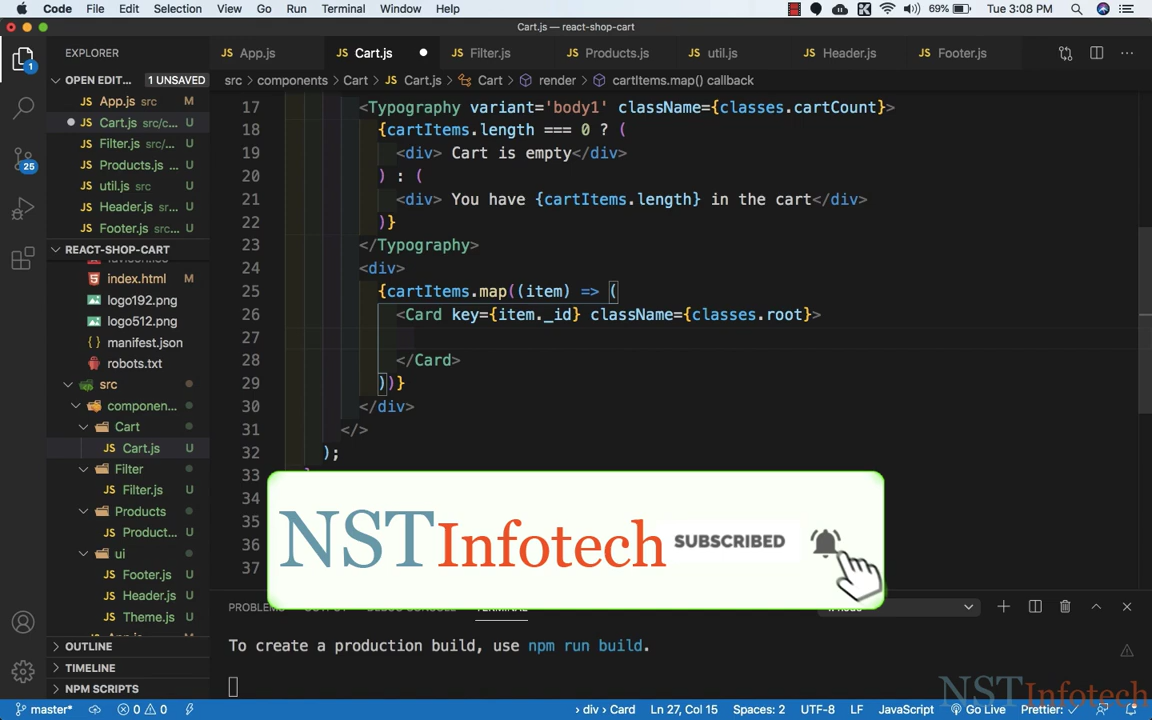 Code File Edit Selection View Go Run Terminal Window Help 69% Tue 3:08 PM
Cart.js — react-shop-cart
EXPLORER
JS App.js JS Cart.js JS Filter.js JS Products.js JS util.js JS Header.js JS Footer.js
OPEN EDIT... 1 UNSAVED
src > components > Cart > JS Cart.js > Cart > render > cartItems.map() callback
JS App.js src M
JS Cart.js src/c... U
JS Filter.js src/... U
JS Products.js ... U
JS util.js src U
JS Header.js sr... U
JS Footer.js sr... U
REACT-SHOP-CART
index.html M
logo192.png
logo512.png
manifest.json
robots.txt
src
componen...
Cart
JS Cart.js U
Filter
JS Filter.js U
Products
JS Product... U
ui
JS Footer.js U
JS Header.js U
JS Theme.js U
OUTLINE
TIMELINE
NPM SCRIPTS
1
25
17 <Typography variant='body1' className={classes.cartCount}>
18 {cartItems.length === 0 ? (
19 <div> Cart is empty</div>
20 ) : (
21 <div> You have {cartItems.length} in the cart</div>
22 )}
23 </Typography>
24 <div>
25 {cartItems.map((item) => (
26 <Card key={item._id} className={classes.root}>
27
28 </Card>
29 ))}
30 </div>
31 </>
32 );
33
34
35
36
37
NSTInfotech SUBSCRIBED
To create a production build, use npm run build.
NSTInfotech
master* 0 0 › div › Card Ln 27, Col 15 Spaces: 2 UTF-8 LF JavaScript Go Live Prettier: ✓